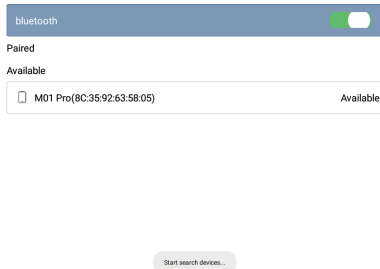 bluetooth
Paired
Available
M01 Pro(8C:35:92:63:58:05) Available
Start search devices...